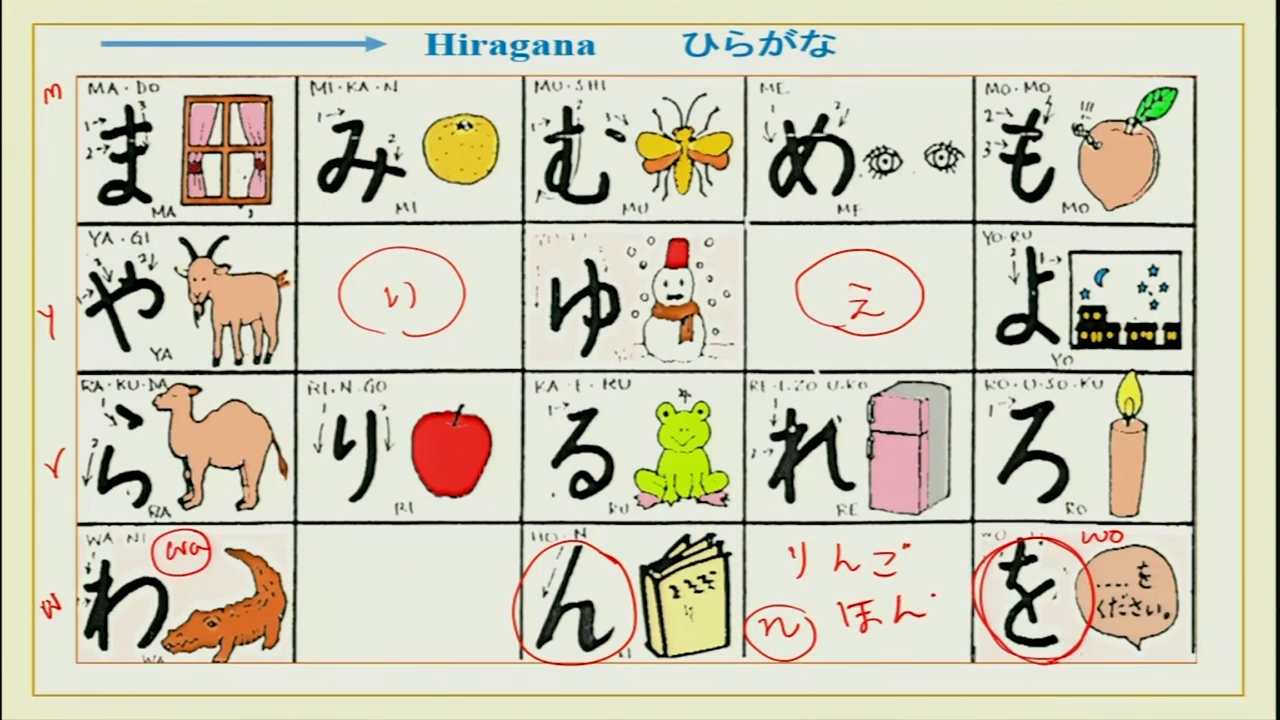 Hiragana ひらがな
m
MA・DO
ま
MA
MI・KA・N
み
MI
MU・SHI
む
MU
ME
め
ME
MO・MO
も
MO
y
YA・GI
や
YA
い
ゆ
え
YO・RU
よ
YO
r
RA・KU・DA
ら
RA
RI・N・GO
り
RI
KA・E・RU
る
RU
RE・I・ZO U・KO
れ
RE
RO・U・SO・KU
ろ
RO
w
WA・NI
wa
わ
WA
HO・N
ん
りんご
ほん
n
wo
を
....を
ください。